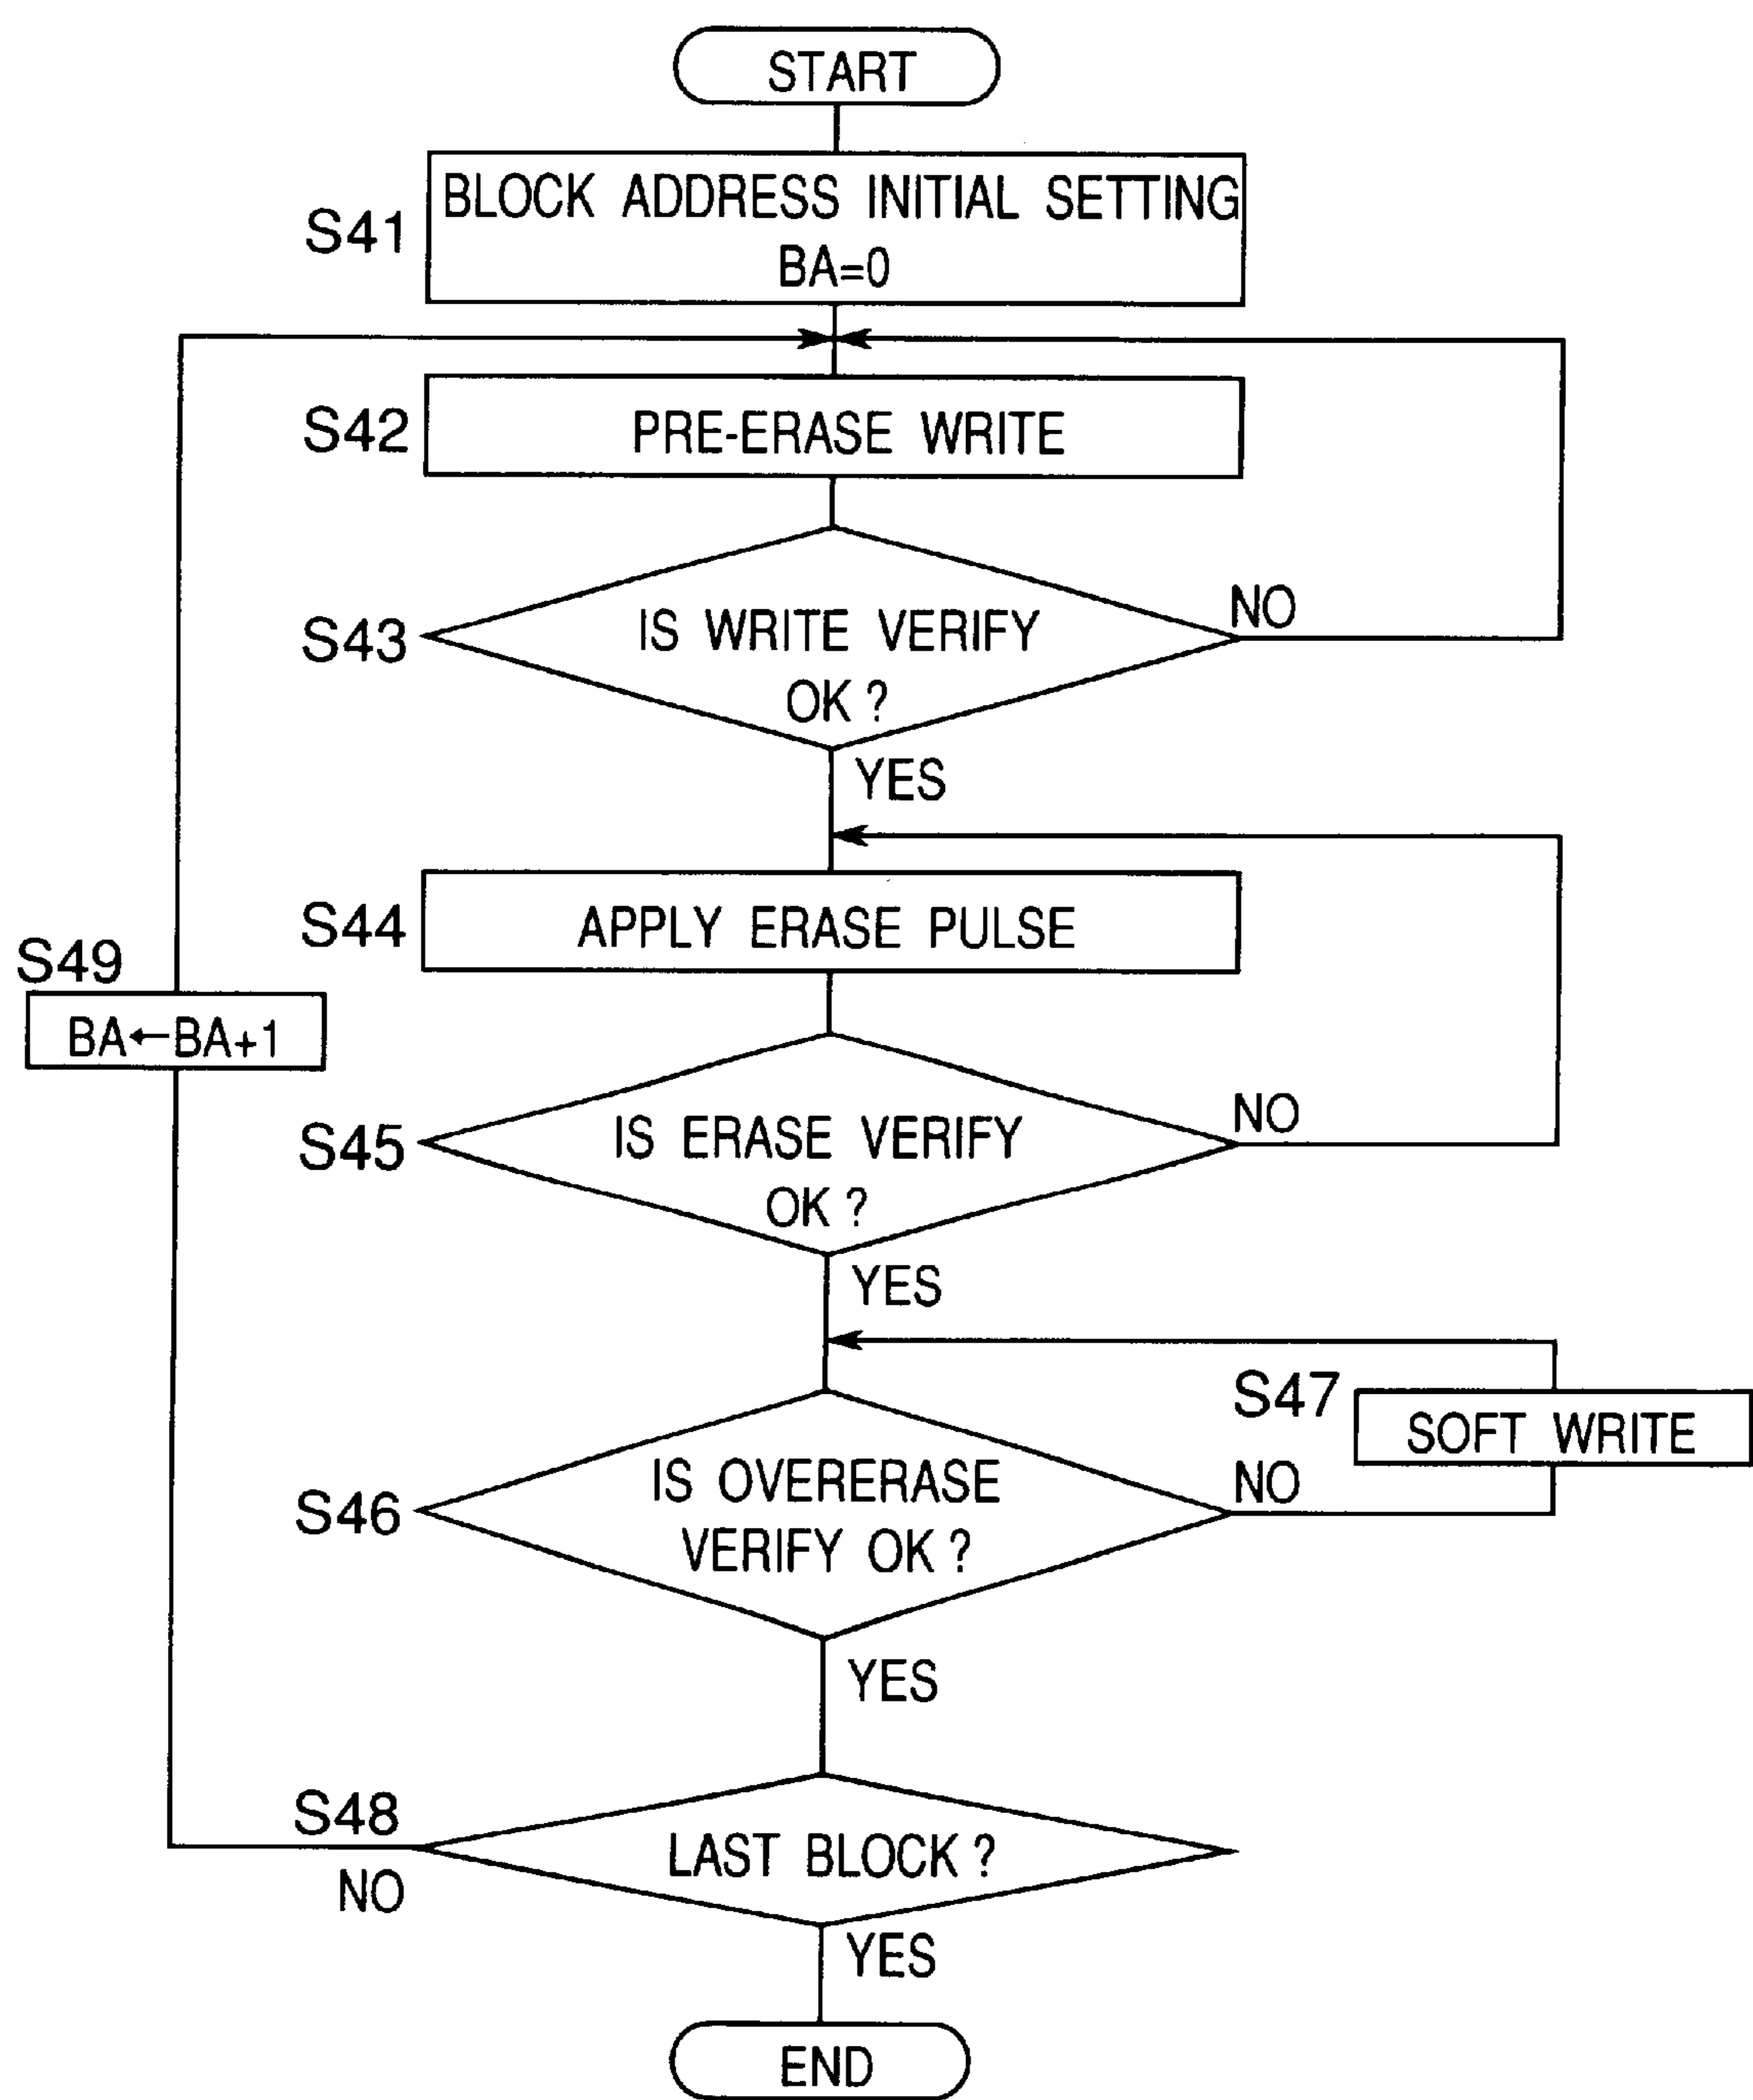 START
S41
BLOCK ADDRESS INITIAL SETTING
BA=0
S42
PRE-ERASE WRITE
S43
IS WRITE VERIFY
OK?
NO
YES
S44
APPLY ERASE PULSE
S49
BA←BA+1
S45
IS ERASE VERIFY
OK?
NO
YES
S47
SOFT WRITE
S46
IS OVERERASE
VERIFY OK?
NO
YES
S48
LAST BLOCK?
NO
YES
END